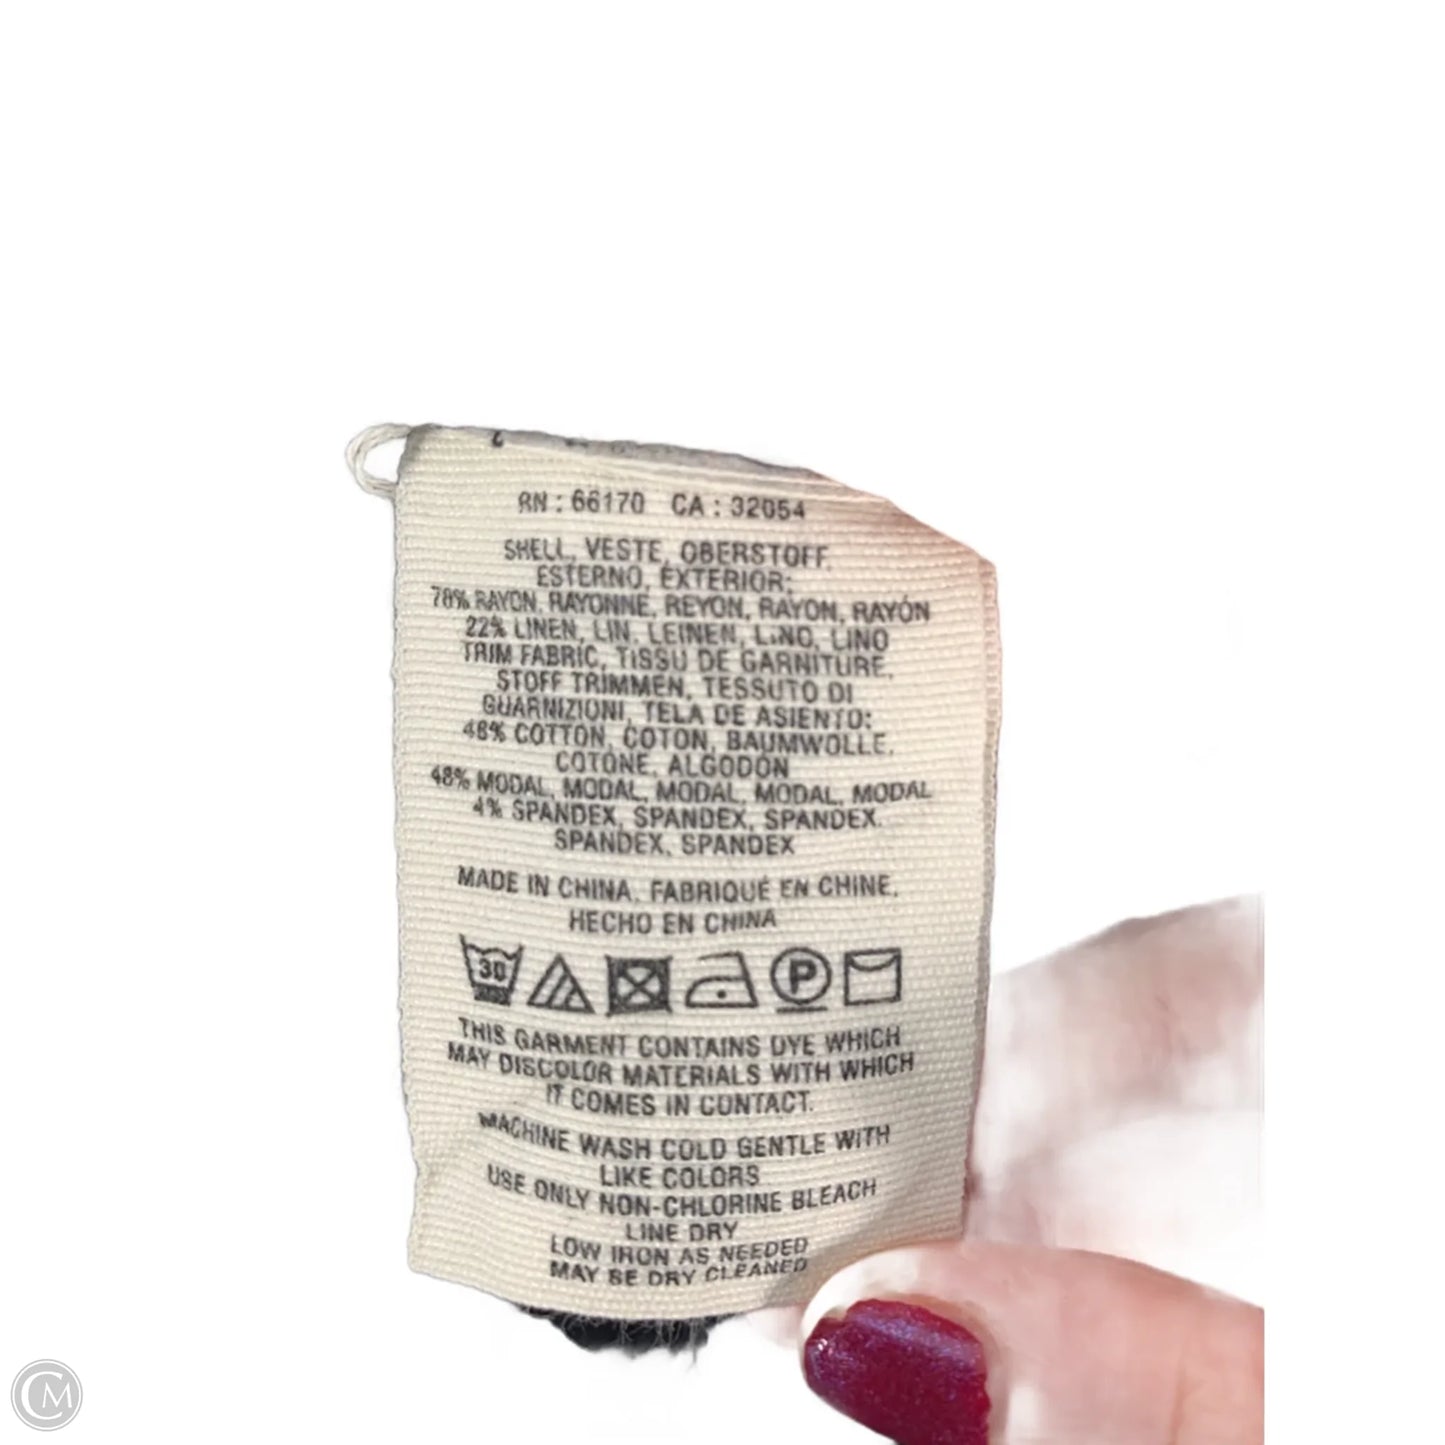 RN : 66170 CA : 32054
SHELL, VESTE, OBERSTOFF,
ESTERNO, EXTERIOR:
78% RAYON, RAYONNE, REYON, RAYON, RAYÓN
22% LINEN, LIN, LEINEN, LINO, LINO
TRIM FABRIC, TISSU DE GARNITURE,
STOFF TRIMMEN, TESSUTO DI
GUARNIZIONI, TELA DE ASIENTO:
48% COTTON, COTON, BAUMWOLLE,
COTONE, ALGODÓN
48% MODAL, MODAL, MODAL, MODAL, MODAL
4% SPANDEX, SPANDEX, SPANDEX,
SPANDEX, SPANDEX
MADE IN CHINA, FABRIQUÉ EN CHINE,
HECHO EN CHINA
30 P
THIS GARMENT CONTAINS DYE WHICH
MAY DISCOLOR MATERIALS WITH WHICH
IT COMES IN CONTACT.
MACHINE WASH COLD GENTLE WITH
LIKE COLORS
USE ONLY NON-CHLORINE BLEACH
LINE DRY
LOW IRON AS NEEDED
MAY BE DRY CLEANED
CM